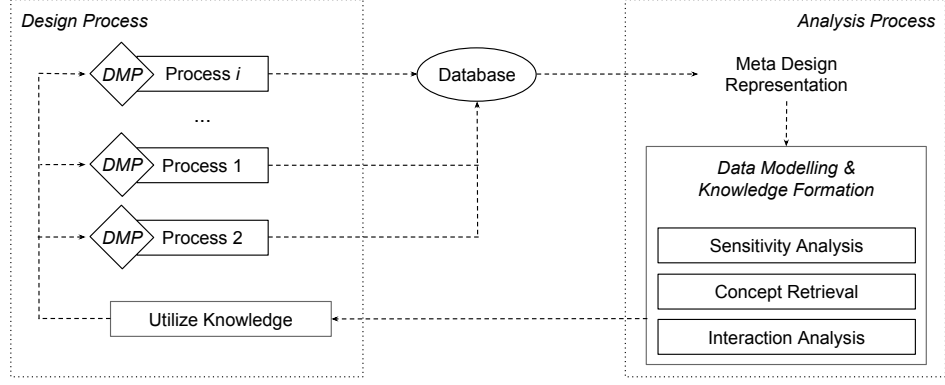 Design Process
Analysis Process
DMP
Process i
Database
Meta Design
Representation
...
DMP
Process 1
DMP
Process 2
Utilize Knowledge
Data Modelling &
Knowledge Formation
Sensitivity Analysis
Concept Retrieval
Interaction Analysis